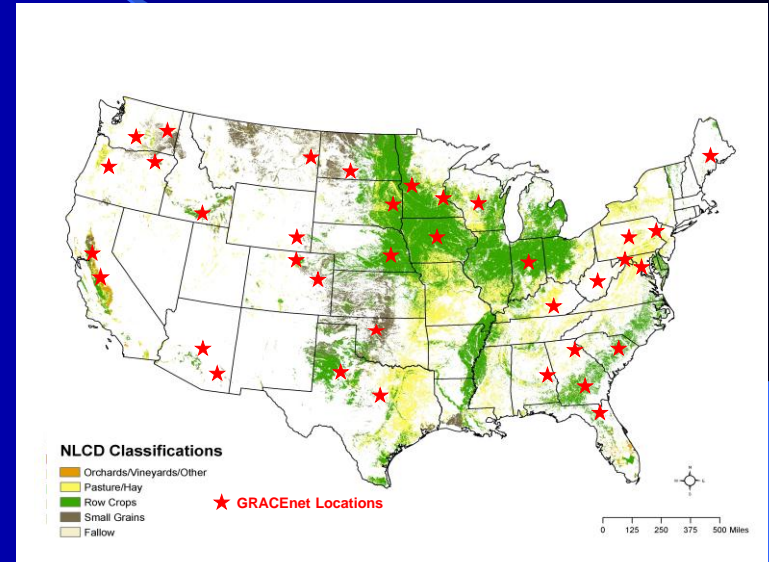 NLCD Classifications
Orchards/Vineyards/Other
Pasture/Hay
Row Crops
Small Grains
Fallow
GRACEnet Locations
N
W E
S
0 125 250 375 500 Miles